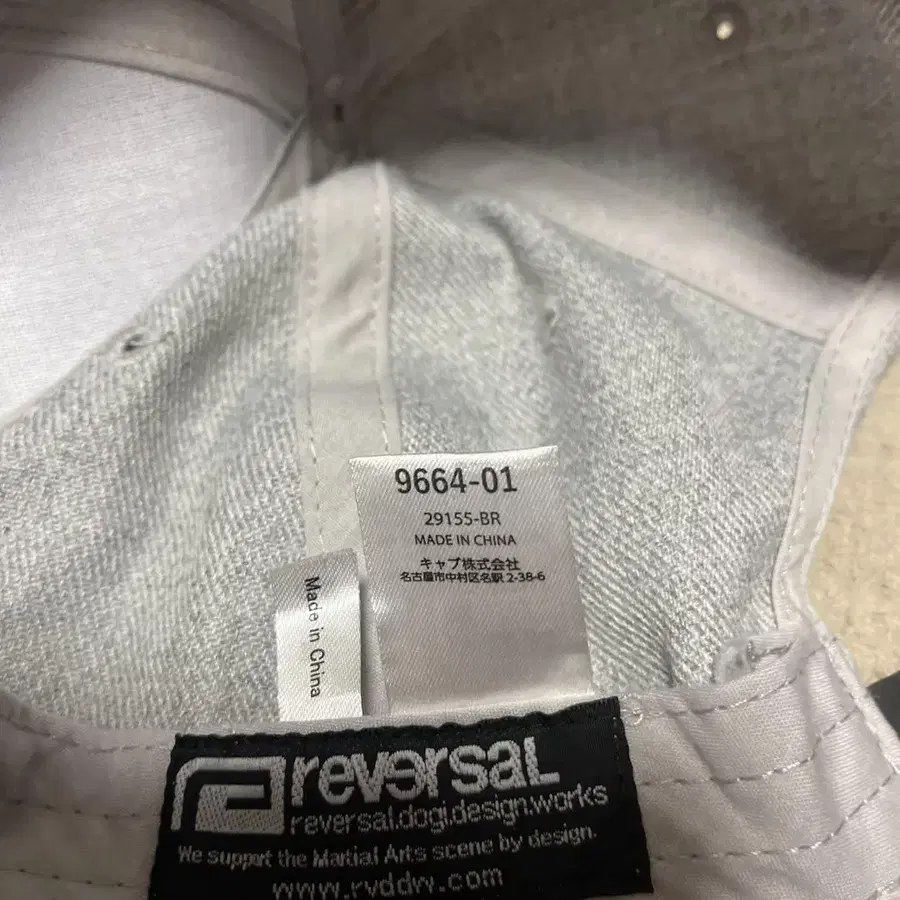 9664-01
29155-BR
MADE IN CHINA
キャブ株式会社
名古屋市中村区名駅 2-38-6
Made in China
reversal
reversal.dogi.design.works
We support the Martial Arts scene by design.
www.rvddw.com